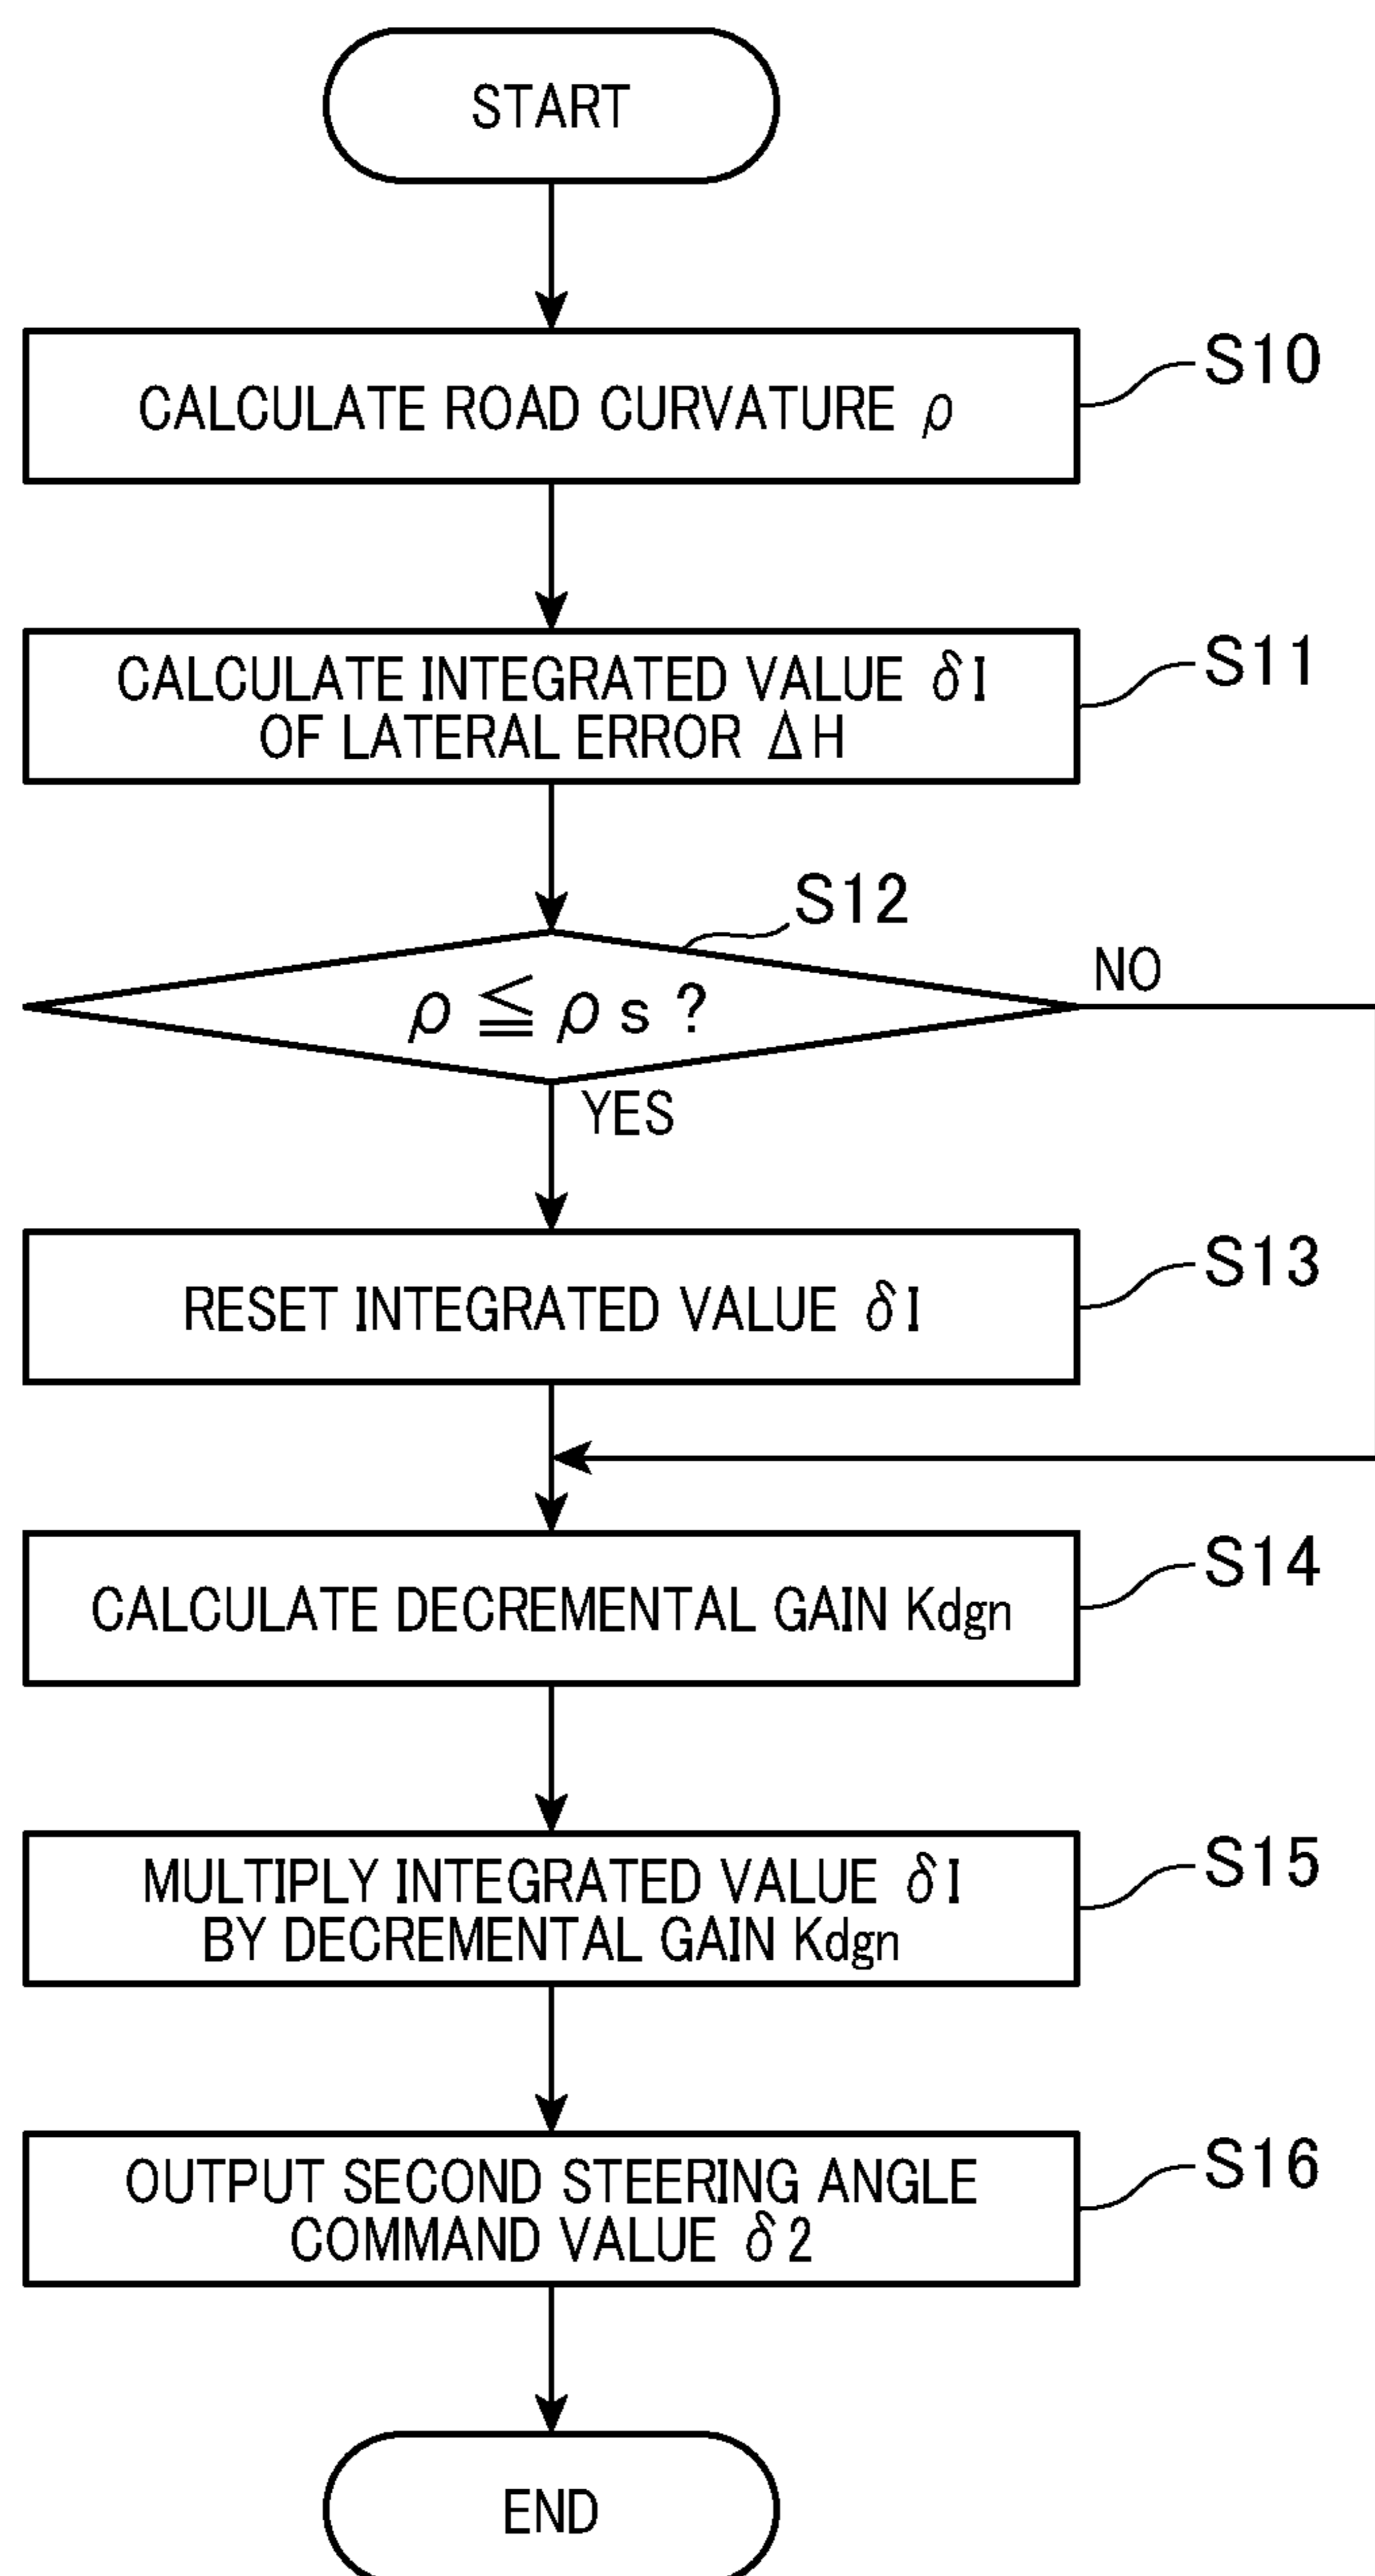 START
CALCULATE ROAD CURVATURE ρ
S10
CALCULATE INTEGRATED VALUE δI
OF LATERAL ERROR ΔH
S11
S12
ρ ≦ ρs ?
NO
YES
RESET INTEGRATED VALUE δI
S13
CALCULATE DECREMENTAL GAIN Kdgn
S14
MULTIPLY INTEGRATED VALUE δI
BY DECREMENTAL GAIN Kdgn
S15
OUTPUT SECOND STEERING ANGLE
COMMAND VALUE δ2
S16
END